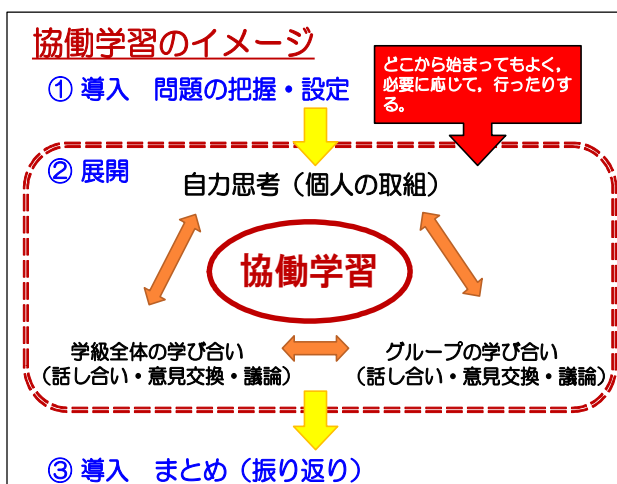 協働学習のイメージ
① 導入　問題の把握・設定
どこから始まってもよく，
必要に応じて，行ったりす
る。
② 展開
自力思考（個人の取組）
協働学習
学級全体の学び合い
（話し合い・意見交換・議論）
グループの学び合い
（話し合い・意見交換・議論）
③ 導入　まとめ（振り返り）